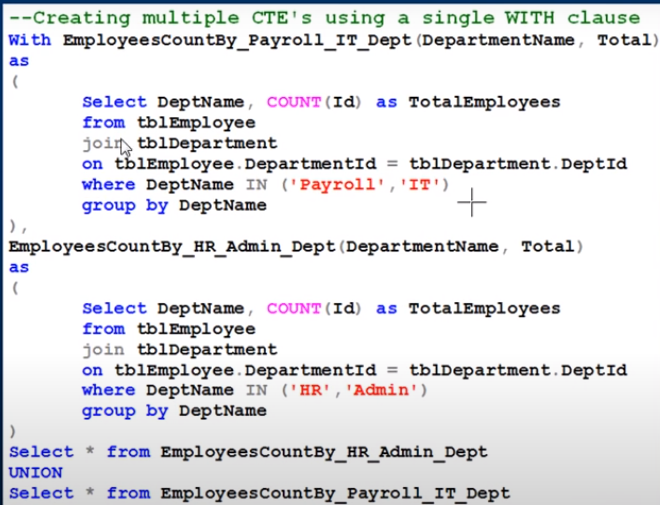 --Creating multiple CTE's using a single WITH clause
With EmployeesCountBy_Payroll_IT_Dept(DepartmentName, Total)
as
(
Select DeptName, COUNT(Id) as TotalEmployees
from tblEmployee
join tblDepartment
on tblEmployee.DepartmentId = tblDepartment.DeptId
where DeptName IN ('Payroll','IT')
group by DeptName
),
EmployeesCountBy_HR_Admin_Dept(DepartmentName, Total)
as
(
Select DeptName, COUNT(Id) as TotalEmployees
from tblEmployee
join tblDepartment
on tblEmployee.DepartmentId = tblDepartment.DeptId
where DeptName IN ('HR','Admin')
group by DeptName
)
Select * from EmployeesCountBy_HR_Admin_Dept
UNION
Select * from EmployeesCountBy_Payroll_IT_Dept